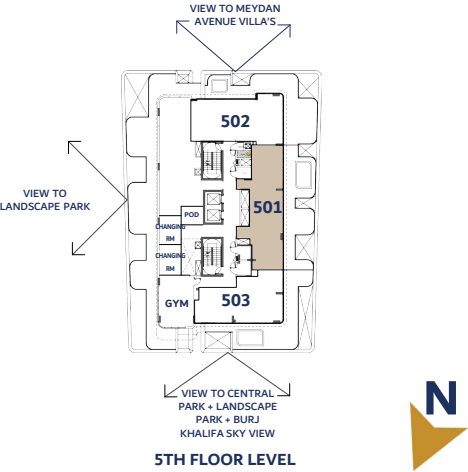 VIEW TO MEYDAN
AVENUE VILLA'S
502
VIEW TO
LANDSCAPE PARK
501
POD
CHANGING
RM
CHANGING
RM
GYM
503
VIEW TO CENTRAL
PARK + LANDSCAPE
PARK + BURJ
KHALIFA SKY VIEW
5TH FLOOR LEVEL
N